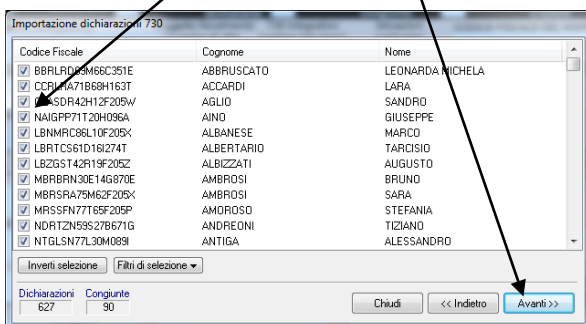 Importazione dichiarazioni 730
Codice Fiscale Cognome Nome
ABBRUSCATO LEONARDA MICHELA
CCRLRA71B68H163T ACCARDI LARA
AGLIO SANDRO
NAIGPP71T20H096A AINO GIUSEPPE
LBNMRC86L10F205X ALBANESE MARCO
LBRTCS61D16I274T ALBERTARIO TARCISIO
LBZGST42R19F205Z ALBIZZATI AUGUSTO
MBRBRN30E14G870E AMBROSI BRUNO
MBRSRA75M62F205X AMBROSI SARA
MRSSFN77T65F205P AMOROSO STEFANIA
NDRTZN59S27B671G ANDREONI TIZIANO
NTGLSN77L30M089I ANTIGA ALESSANDRO
Inverti selezione Filtri di selezione
Dichiarazioni Congiunte
627 90 Chiudi << Indietro Avanti >>